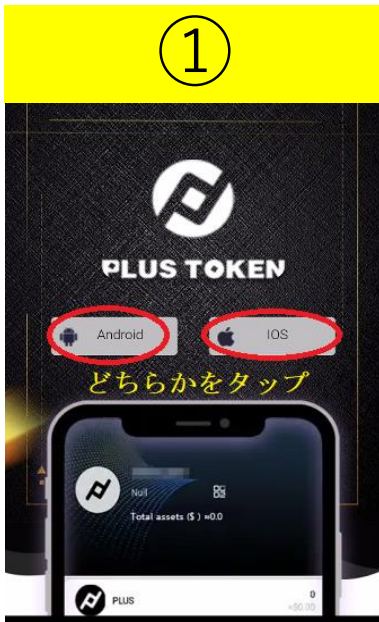 ①
PLUS TOKEN
Android
IOS
どちらかをタップ
Null
Total assets ($) ≈0.0
PLUS
0
≈$0.00